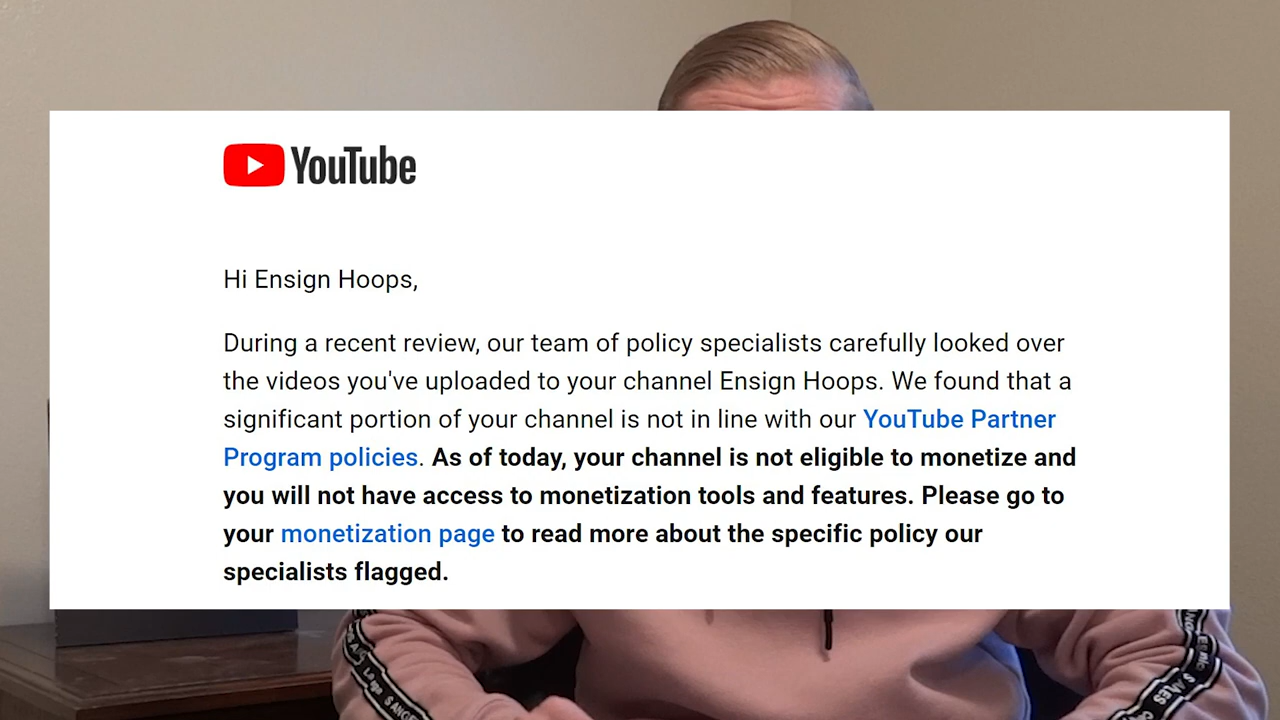 YouTube
Hi Ensign Hoops,
During a recent review, our team of policy specialists carefully looked over
the videos you've uploaded to your channel Ensign Hoops. We found that a
significant portion of your channel is not in line with our YouTube Partner
Program policies. As of today, your channel is not eligible to monetize and
you will not have access to monetization tools and features. Please go to
your monetization page to read more about the specific policy our
specialists flagged.